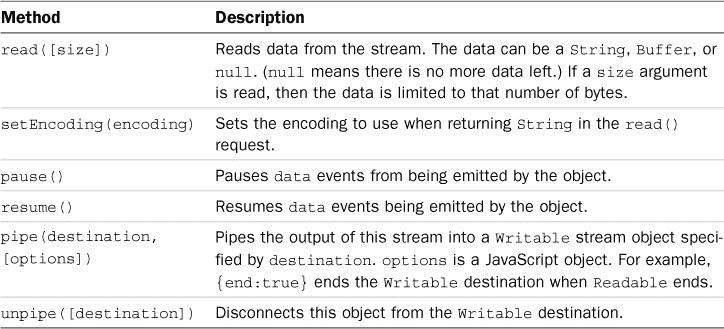 Method Description
read([size]) Reads data from the stream. The data can be a String, Buffer, or
null. (null means there is no more data left.) If a size argument
is read, then the data is limited to that number of bytes.
setEncoding(encoding) Sets the encoding to use when returning String in the read()
request.
pause() Pauses data events from being emitted by the object.
resume() Resumes data events being emitted by the object.
pipe(destination, Pipes the output of this stream into a Writable stream object speci-
[options]) fied by destination. options is a JavaScript object. For example,
{end:true} ends the Writable destination when Readable ends.
unpipe([destination]) Disconnects this object from the Writable destination.